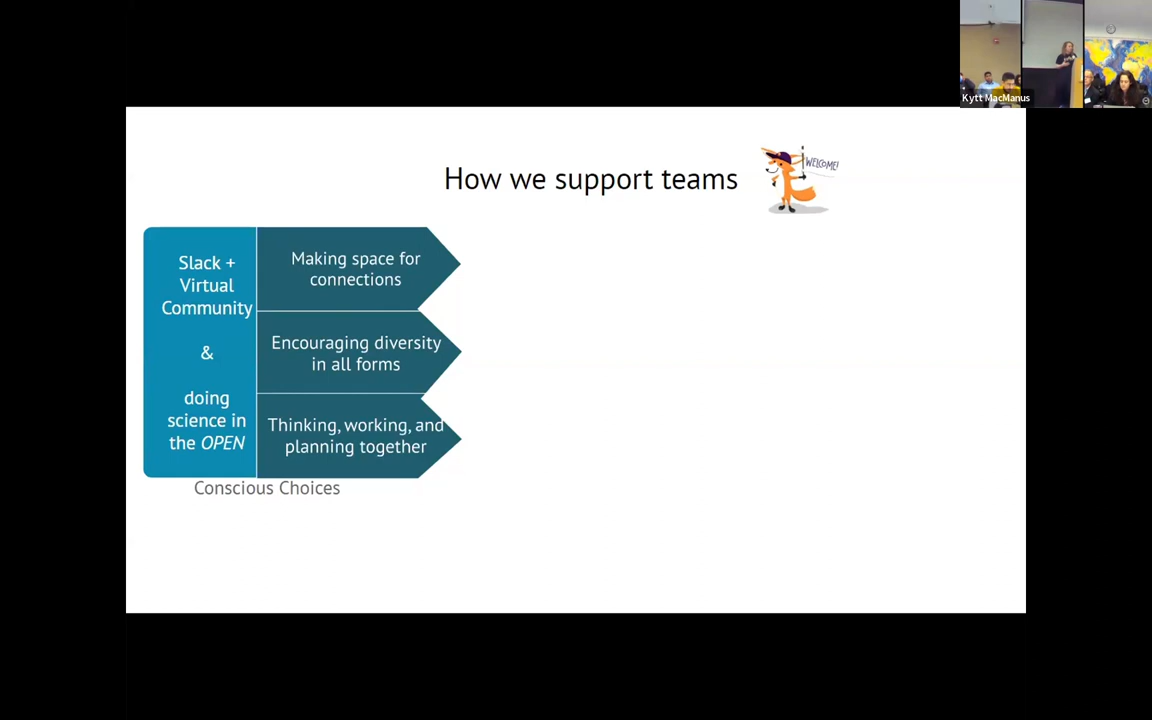 Kytt MacManus
How we support teams
WELCOME!
Slack +
Virtual
Community
&
doing
science in
the OPEN
Making space for
connections
Encouraging diversity
in all forms
Thinking, working, and
planning together
Conscious Choices